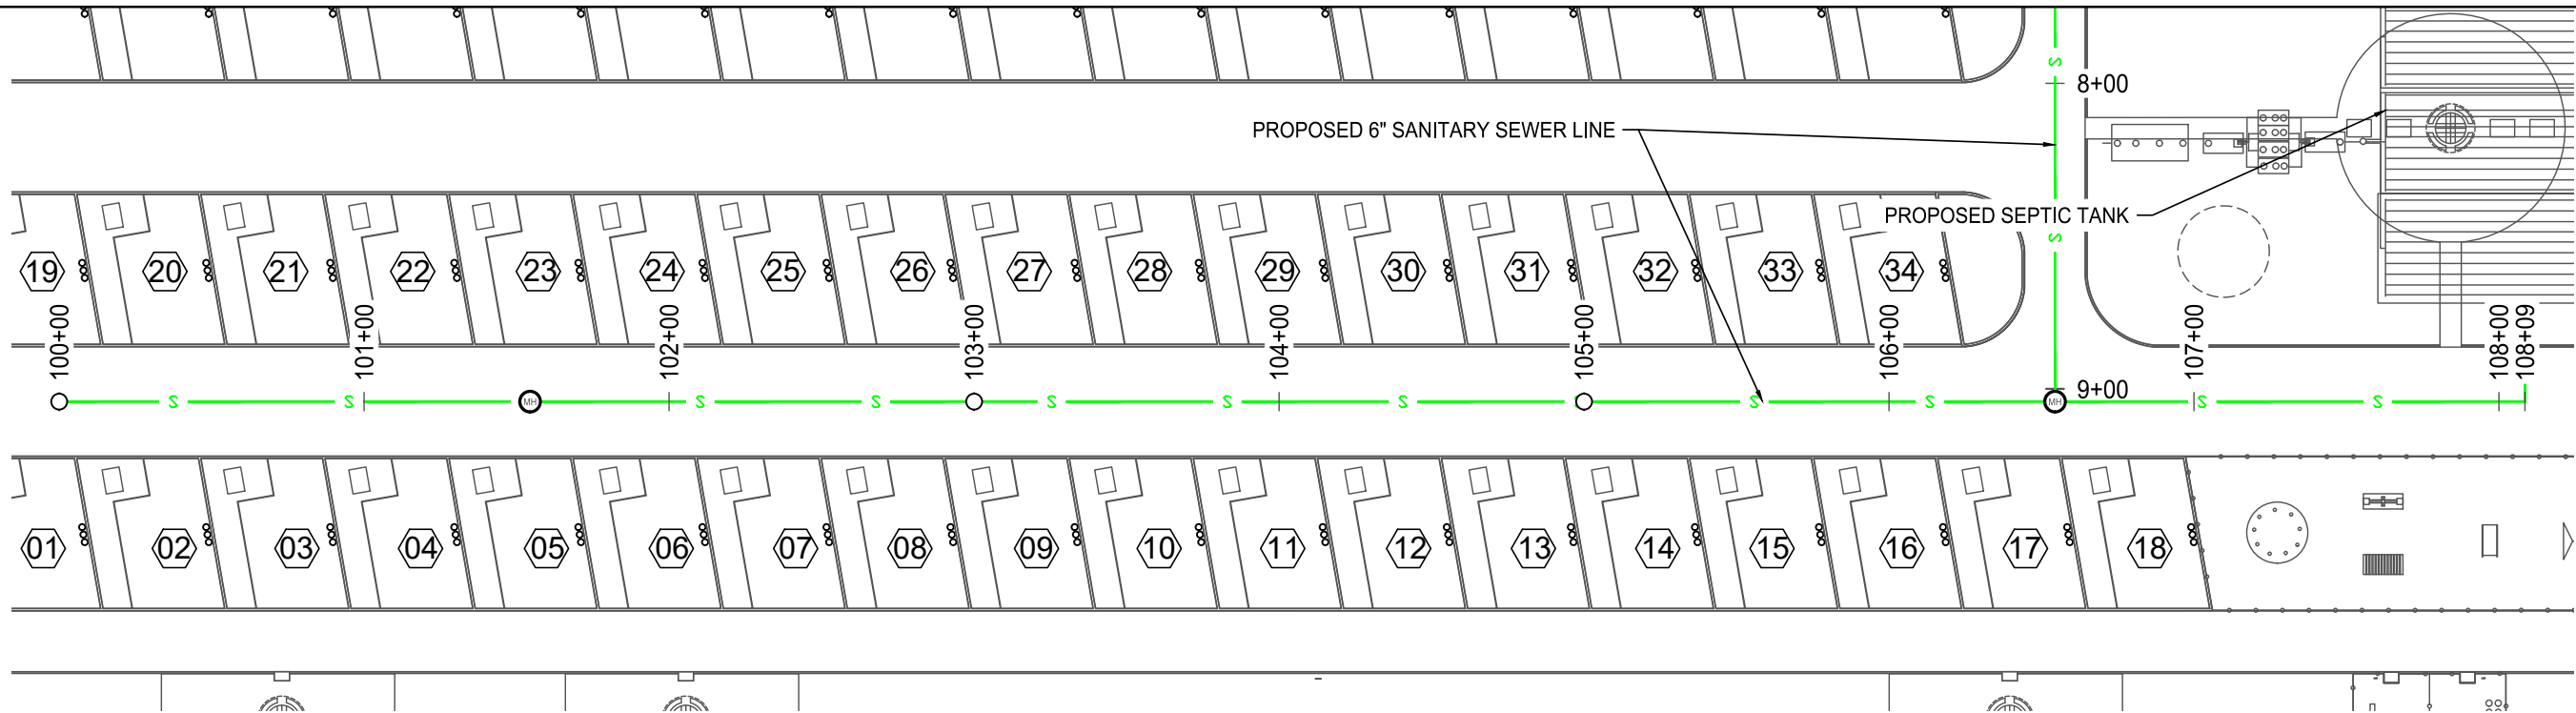 S
8+00
PROPOSED 6" SANITARY SEWER LINE
PROPOSED SEPTIC TANK
S
19 20 21 22 23 24 25 26 27 28 29 30 31 32 33 34
100+00 101+00 102+00 103+00 104+00 105+00 106+00 107+00 108+00 108+09
9+00
S S MH S S S S S S S MH S S
01 02 03 04 05 06 07 08 09 10 11 12 13 14 15 16 17 18